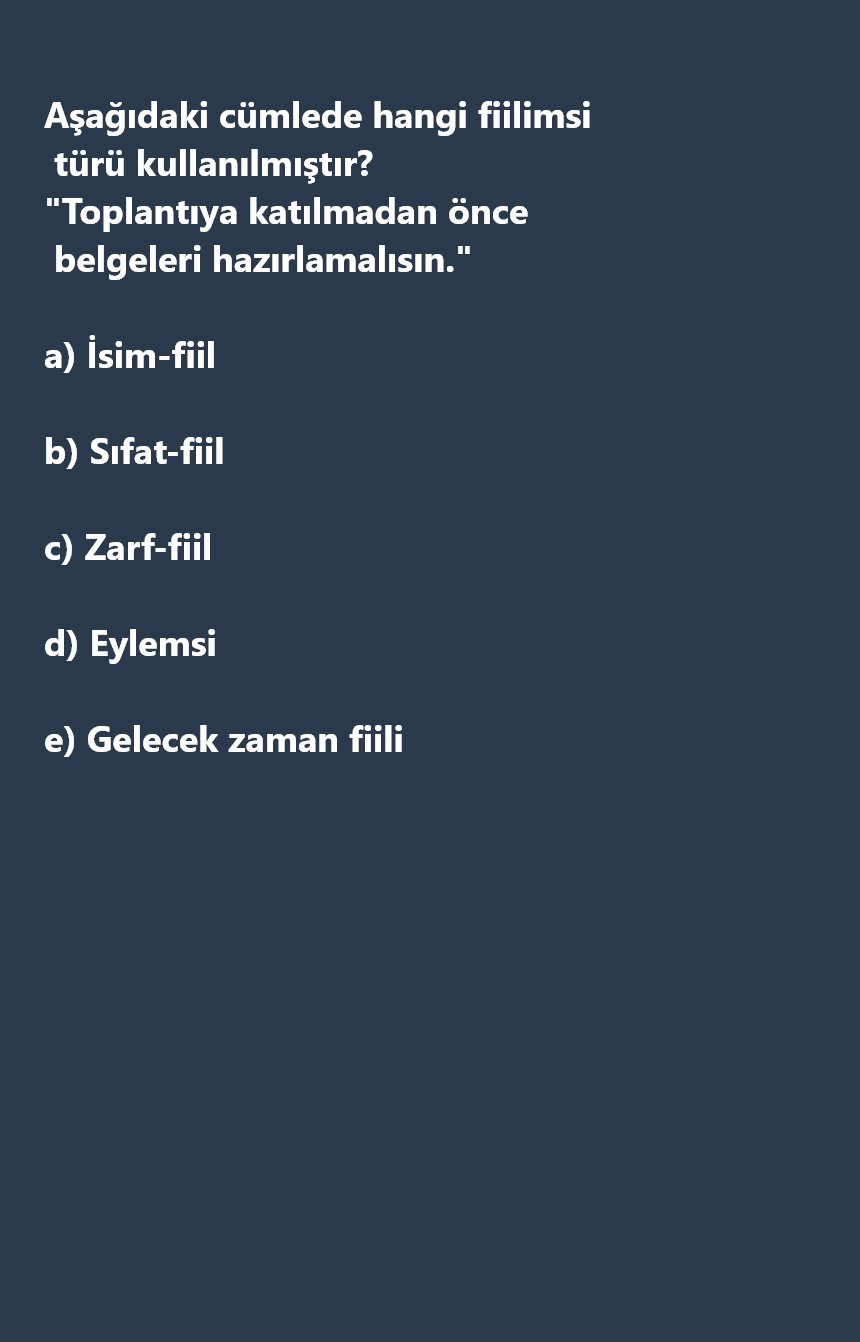 Aşağıdaki cümlede hangi fiilimsi
türü kullanılmıştır?
"Toplantıya katılmadan önce
belgeleri hazırlamalısın."
a) İsim-fiil
b) Sıfat-fiil
c) Zarf-fiil
d) Eylemsi
e) Gelecek zaman fiili